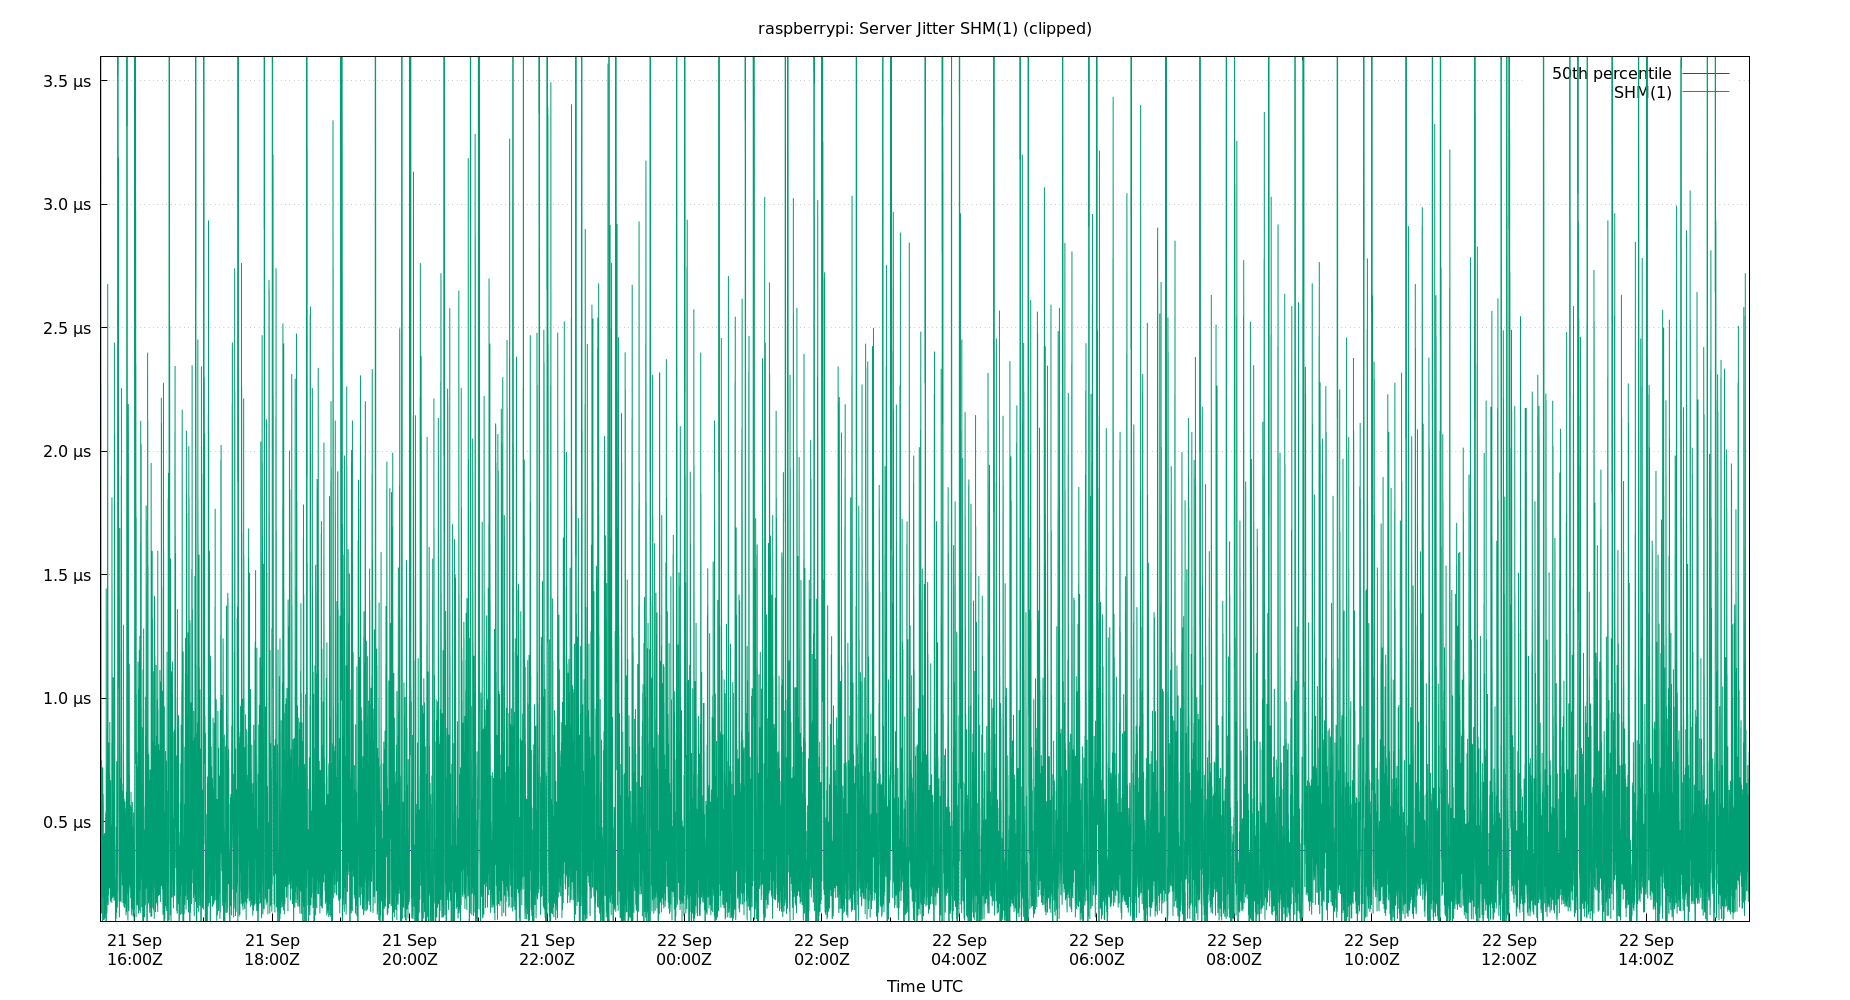 raspberrypi: Server Jitter SHM(1) (clipped)
50th percentile
SHM(1)
3.5 µs
3.0 µs
2.5 µs
2.0 µs
1.5 µs
1.0 µs
0.5 µs
21 Sep 21 Sep 21 Sep 21 Sep 22 Sep 22 Sep 22 Sep 22 Sep 22 Sep 22 Sep 22 Sep 22 Sep
16:00Z 18:00Z 20:00Z 22:00Z 00:00Z 02:00Z 04:00Z 06:00Z 08:00Z 10:00Z 12:00Z 14:00Z
Time UTC